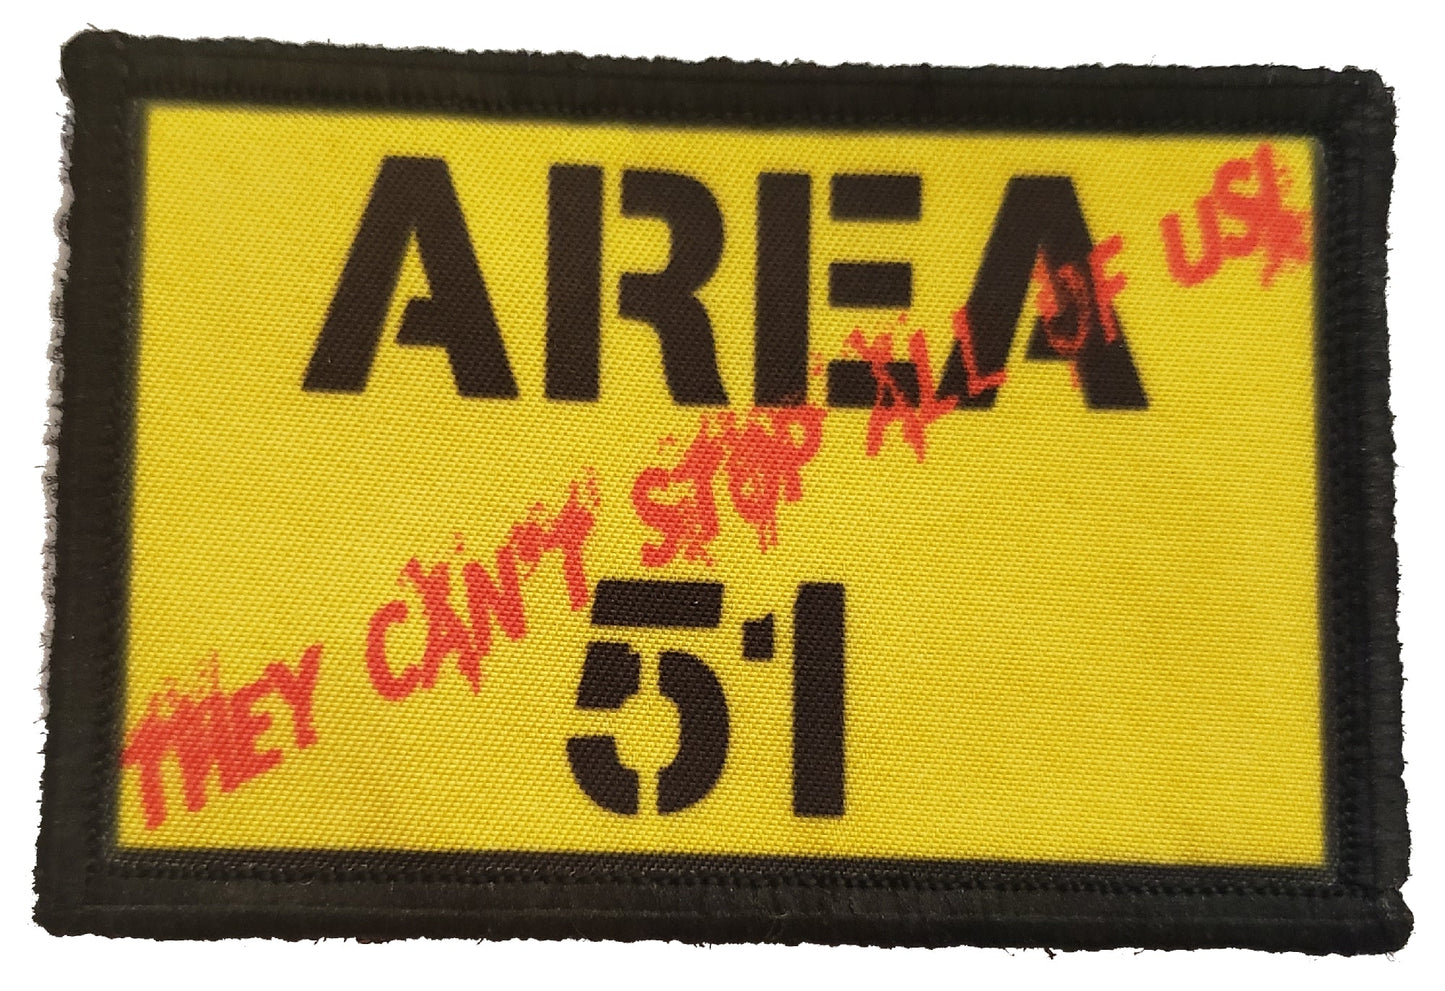 AREA
THEY CAN'T STOP ALL OF US!
51